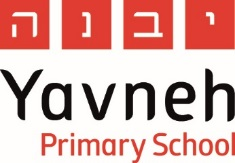 יבנה
Yavneh
Primary School